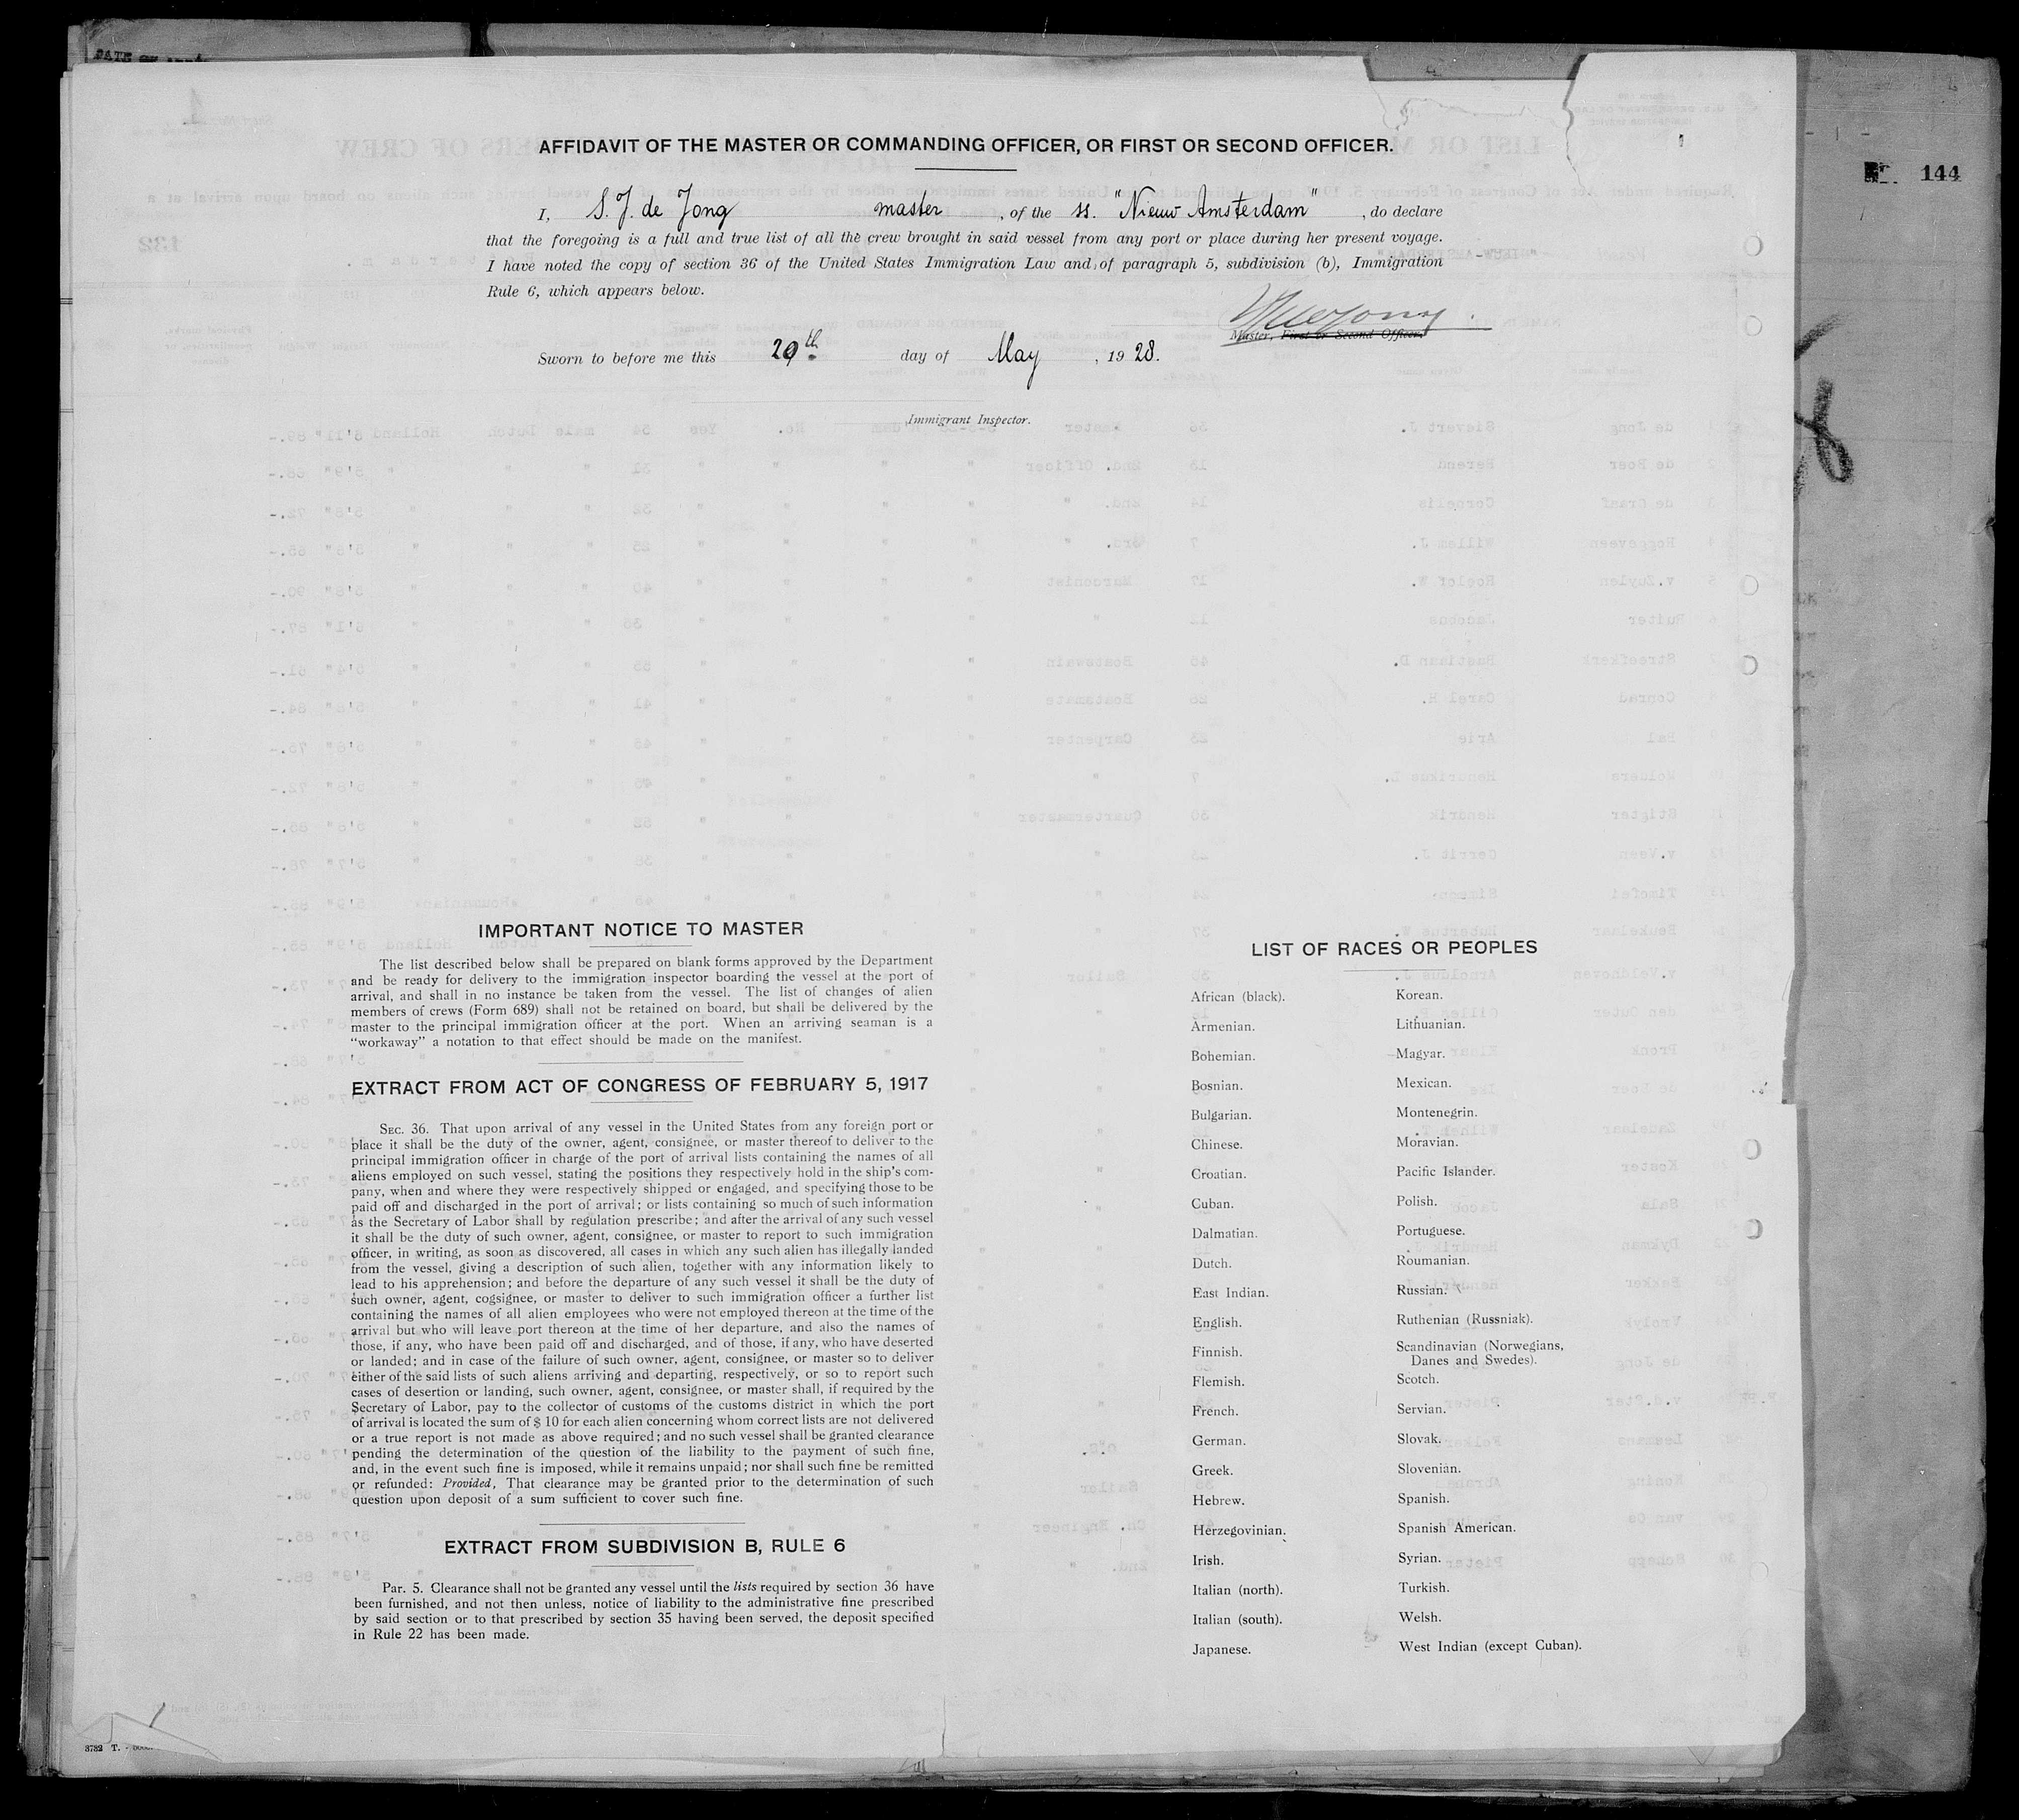 144
AFFIDAVIT OF THE MASTER OR COMMANDING OFFICER, OR FIRST OR SECOND OFFICER.
I, S. J. de Jong master, of the ss. "Nieuw Amsterdam", do declare
that the foregoing is a full and true list of all the crew brought in said vessel from any port or place during her present voyage.
I have noted the copy of section 36 of the United States Immigration Law and of paragraph 5, subdivision (b), Immigration
Rule 6, which appears below.
Master, First or Second Officer.
Sworn to before me this 29th day of May, 1928.
Immigrant Inspector.
IMPORTANT NOTICE TO MASTER
The list described below shall be prepared on blank forms approved by the Department
and be ready for delivery to the immigration inspector boarding the vessel at the port of
arrival, and shall in no instance be taken from the vessel. The list of changes of alien
members of crews (Form 689) shall not be retained on board, but shall be delivered by the
master to the principal immigration officer at the port. When an arriving seaman is a
"workaway" a notation to that effect should be made on the manifest.
EXTRACT FROM ACT OF CONGRESS OF FEBRUARY 5, 1917
SEC. 36. That upon arrival of any vessel in the United States from any foreign port or
place it shall be the duty of the owner, agent, consignee, or master thereof to deliver to the
principal immigration officer in charge of the port of arrival lists containing the names of all
aliens employed on such vessel, stating the positions they respectively hold in the ship's com-
pany, when and where they were respectively shipped or engaged, and specifying those to be
paid off and discharged in the port of arrival; or lists containing so much of such information
as the Secretary of Labor shall by regulation prescribe; and after the arrival of any such vessel
it shall be the duty of such owner, agent, consignee, or master to report to such immigration
officer, in writing, as soon as discovered, all cases in which any such alien has illegally landed
from the vessel, giving a description of such alien, together with any information likely to
lead to his apprehension; and before the departure of any such vessel it shall be the duty of
such owner, agent, cogsignee, or master to deliver to such immigration officer a further list
containing the names of all alien employees who were not employed thereon at the time of the
arrival but who will leave port thereon at the time of her departure, and also the names of
those, if any, who have been paid off and discharged, and of those, if any, who have deserted
or landed; and in case of the failure of such owner, agent, consignee, or master so to deliver
either of the said lists of such aliens arriving and departing, respectively, or so to report such
cases of desertion or landing, such owner, agent, consignee, or master shall, if required by the
Secretary of Labor, pay to the collector of customs of the customs district in which the port
of arrival is located the sum of $ 10 for each alien concerning whom correct lists are not delivered
or a true report is not made as above required; and no such vessel shall be granted clearance
pending the determination of the question of the liability to the payment of such fine,
and, in the event such fine is imposed, while it remains unpaid; nor shall such fine be remitted
or refunded: Provided, That clearance may be granted prior to the determination of such
question upon deposit of a sum sufficient to cover such fine.
EXTRACT FROM SUBDIVISION B, RULE 6
Par. 5. Clearance shall not be granted any vessel until the lists required by section 36 have
been furnished, and not then unless, notice of liability to the administrative fine prescribed
by said section or to that prescribed by section 35 having been served, the deposit specified
in Rule 22 has been made.
LIST OF RACES OR PEOPLES
African (black).
Armenian.
Bohemian.
Bosnian.
Bulgarian.
Chinese.
Croatian.
Cuban.
Dalmatian.
Dutch.
East Indian.
English.
Finnish.
Flemish.
French.
German.
Greek.
Hebrew.
Herzegovinian.
Irish.
Italian (north).
Italian (south).
Japanese.
Korean.
Lithuanian.
Magyar.
Mexican.
Montenegrin.
Moravian.
Pacific Islander.
Polish.
Portuguese.
Roumanian.
Russian.
Ruthenian (Russniak).
Scandinavian (Norwegians,
Danes and Swedes).
Scotch.
Servian.
Slovak.
Slovenian.
Spanish.
Spanish American.
Syrian.
Turkish.
Welsh.
West Indian (except Cuban).
3732 T.